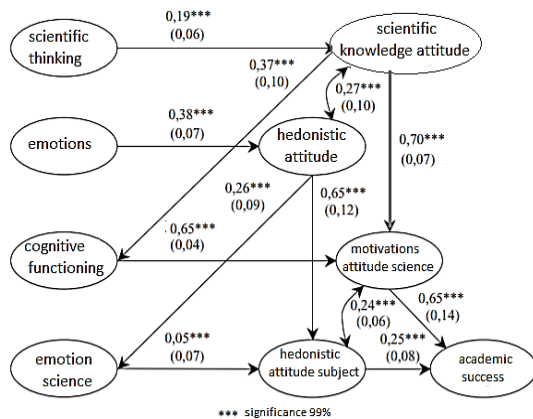 scientific
thinking
0,19***
(0,06)
scientific
knowledge attitude
0,37***
(0,10)
0,27***
(0,10)
emotions
0,38***
(0,07)
hedonistic
attitude
0,70***
(0,07)
0,26***
(0,09)
0,65***
(0,12)
cognitive
functioning
0,65***
(0,04)
motivations
attitude science
0,24***
(0,06)
0,65***
(0,14)
emotion
science
0,05***
(0,07)
hedonistic
attitude subject
0,25***
(0,08)
academic
success
*** significance 99%